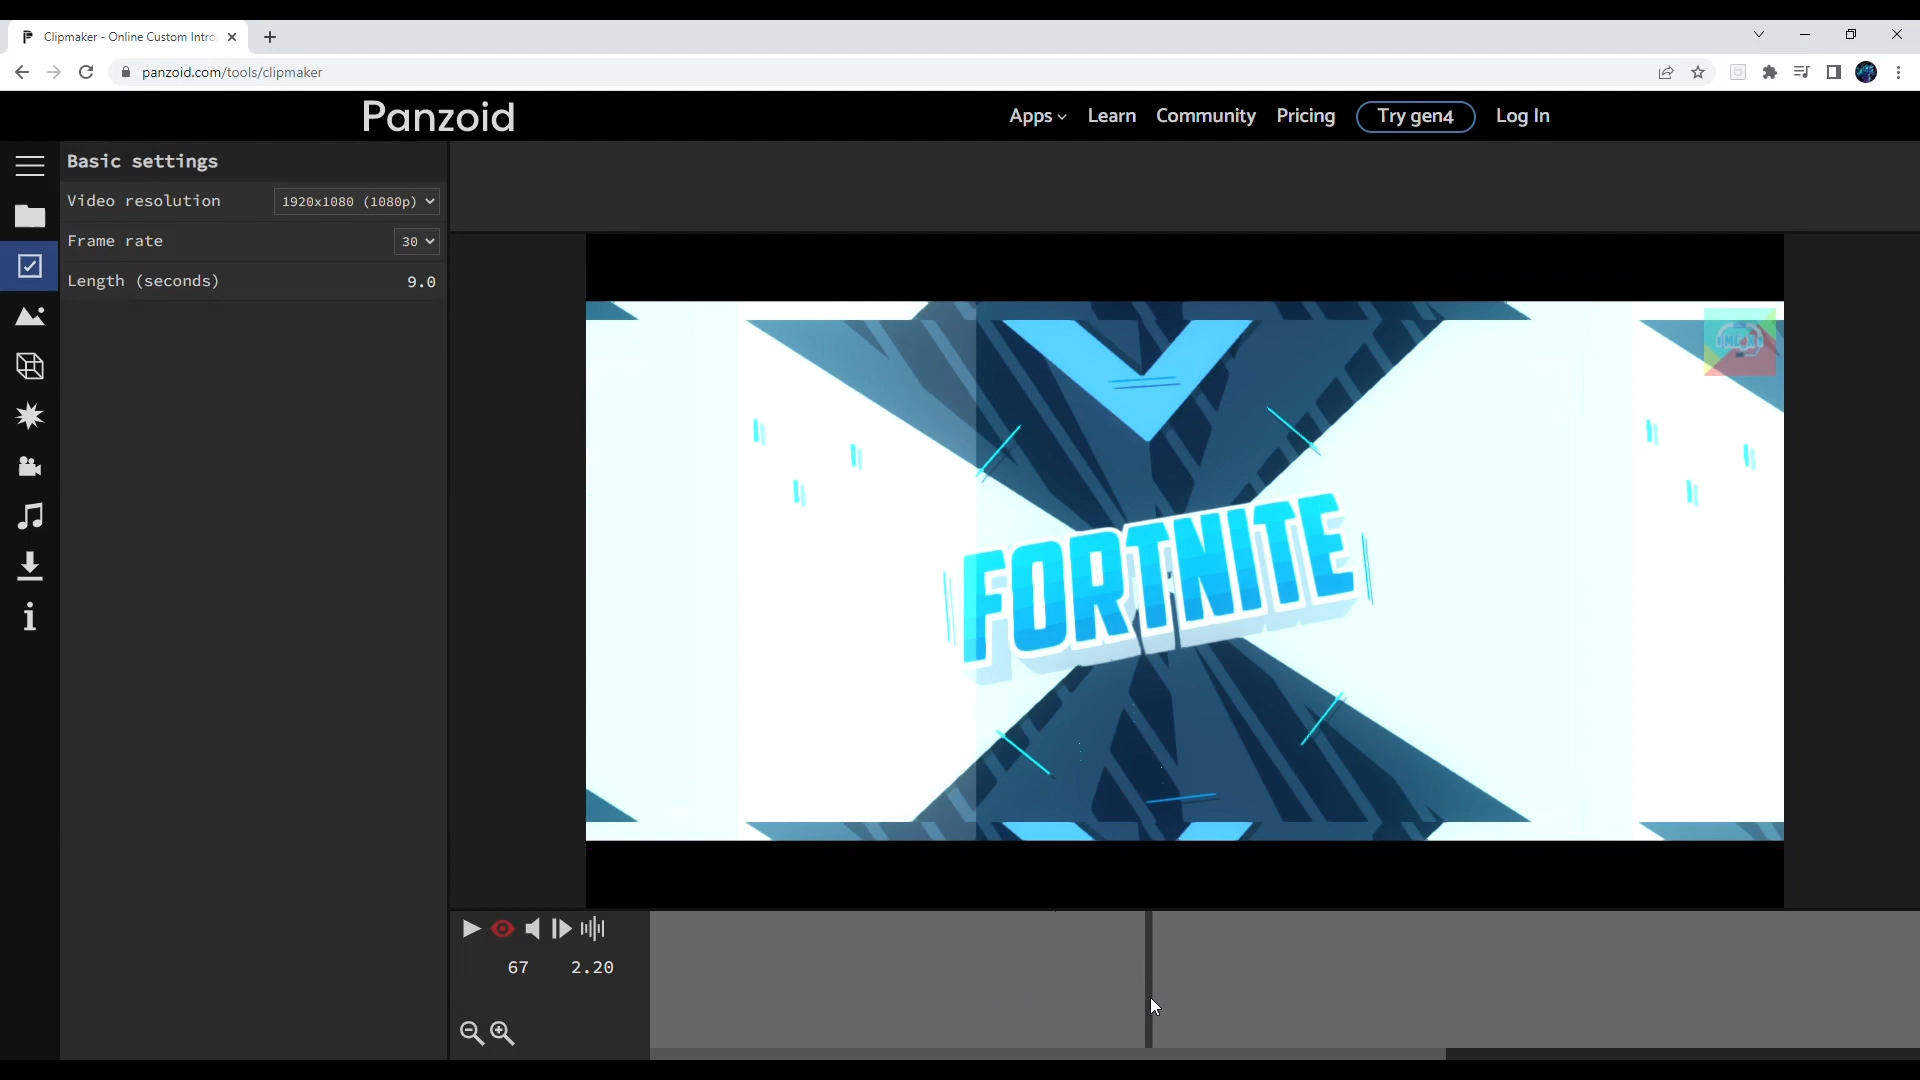 Clipmaker - Online Custom Intro
panzoid.com/tools/clipmaker
Panzoid
Apps
Learn
Community
Pricing
Try gen4
Log In
Basic settings
Video resolution
1920x1080 (1080p)
Frame rate
30
Length (seconds)
9.0
FORTNITE
67
2.20